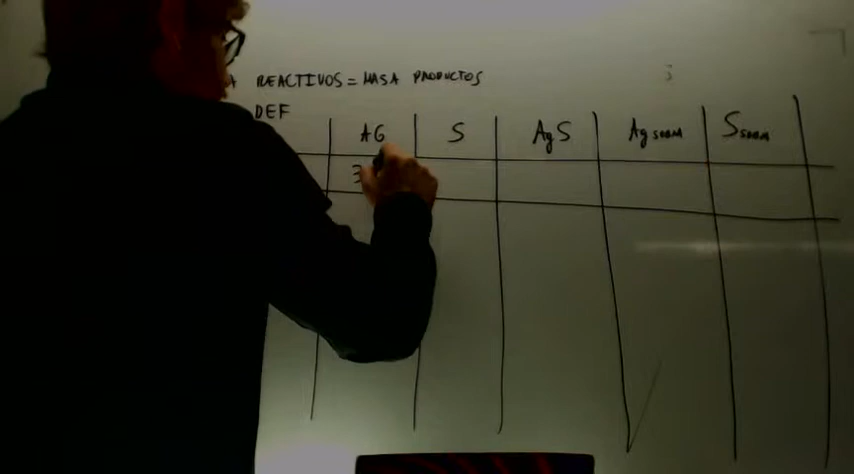 A REACTIVOS = MASA PRODUCTOS
DEF
AG S AgS Ag SOBRA S SOBRA
3